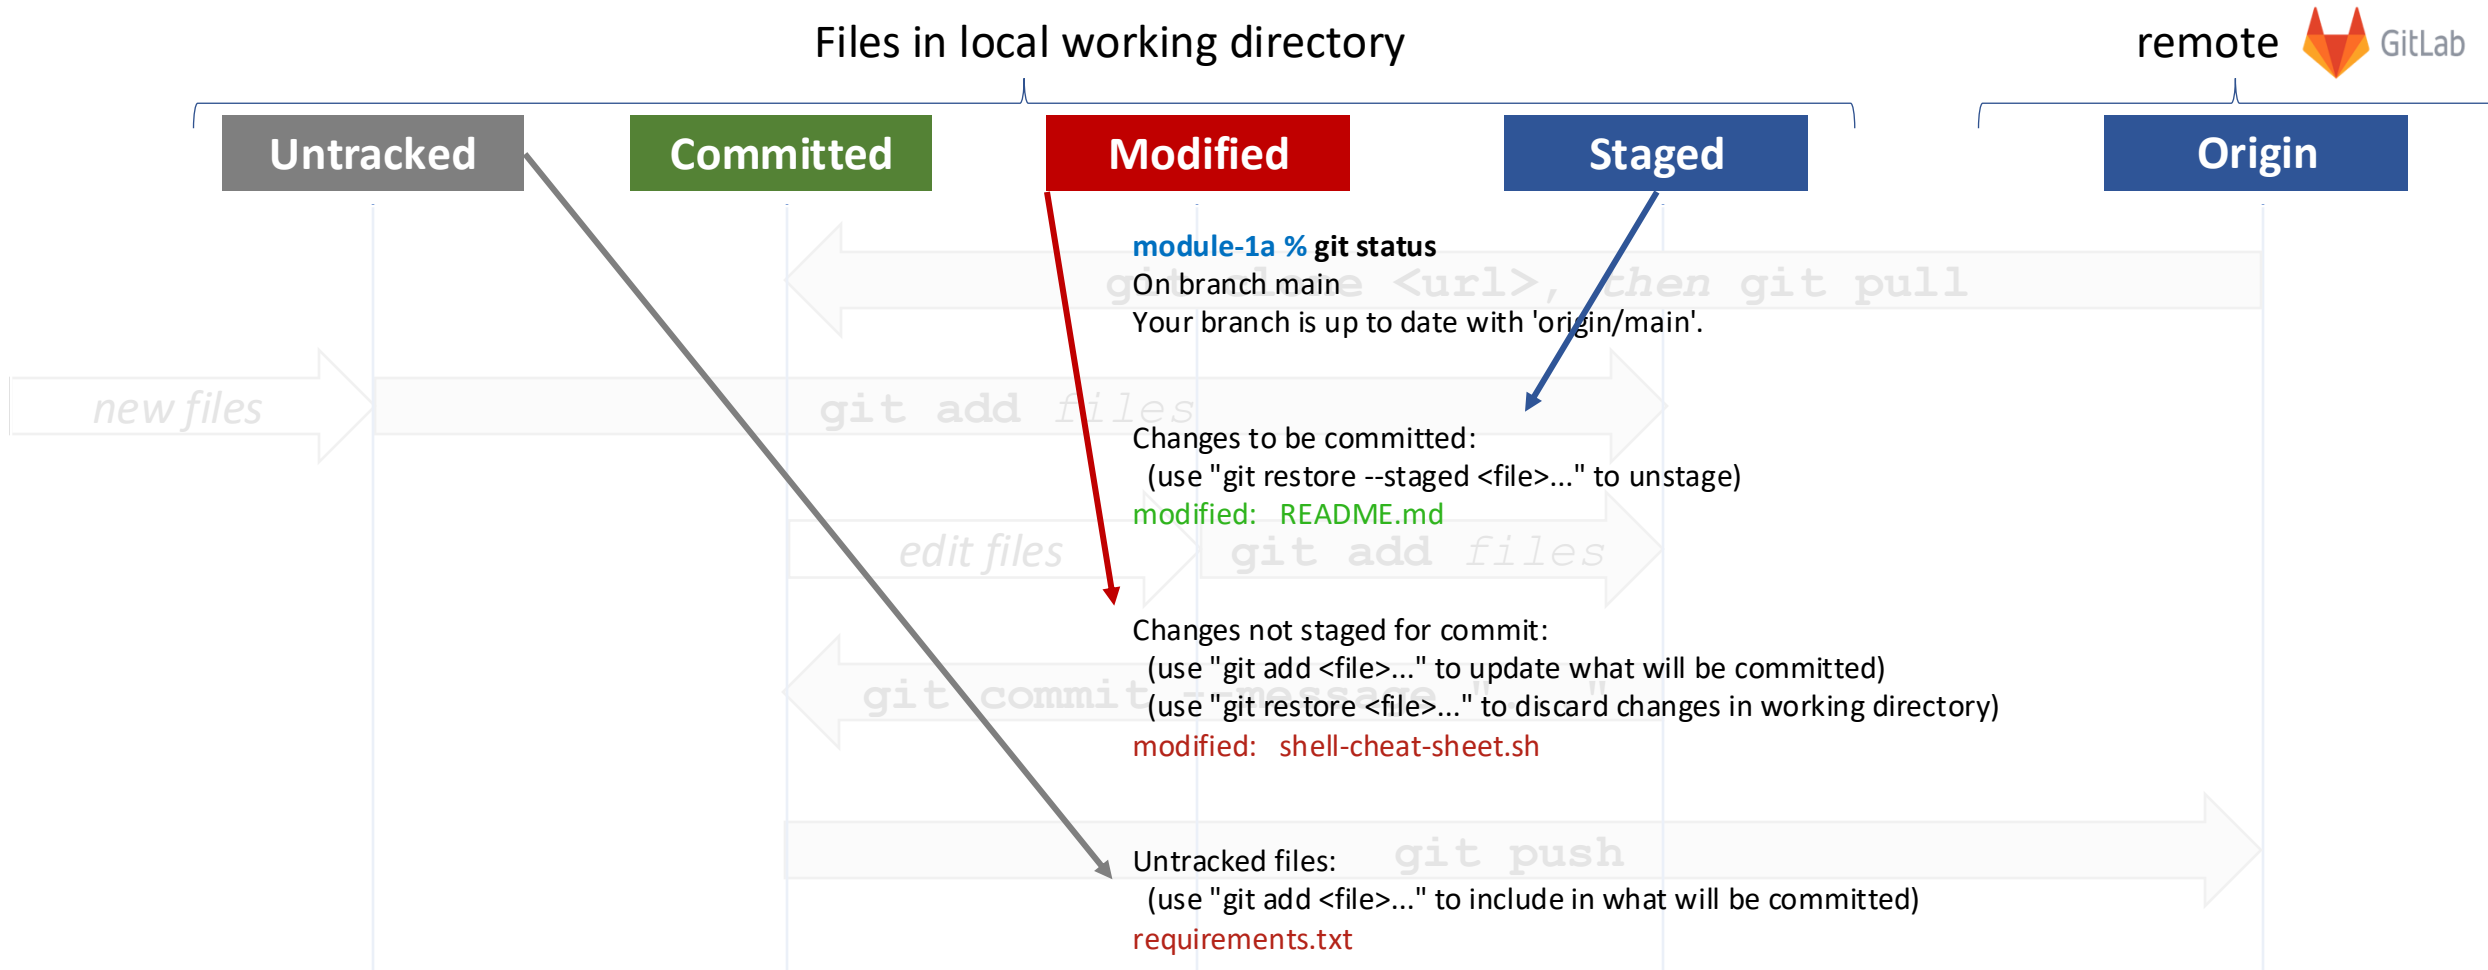 Files in local working directory
remote GitLab
Untracked Committed Modified Staged Origin
module-1a % git status
git clone <url>, then git pull
On branch main
Your branch is up to date with 'origin/main'.
new files
git add files
Changes to be committed:
(use "git restore --staged <file>..." to unstage)
modified: README.md
edit files
git add files
Changes not staged for commit:
(use "git add <file>..." to update what will be committed)
git commit --message "..."
(use "git restore <file>..." to discard changes in working directory)
modified: shell-cheat-sheet.sh
git push
Untracked files:
(use "git add <file>..." to include in what will be committed)
requirements.txt